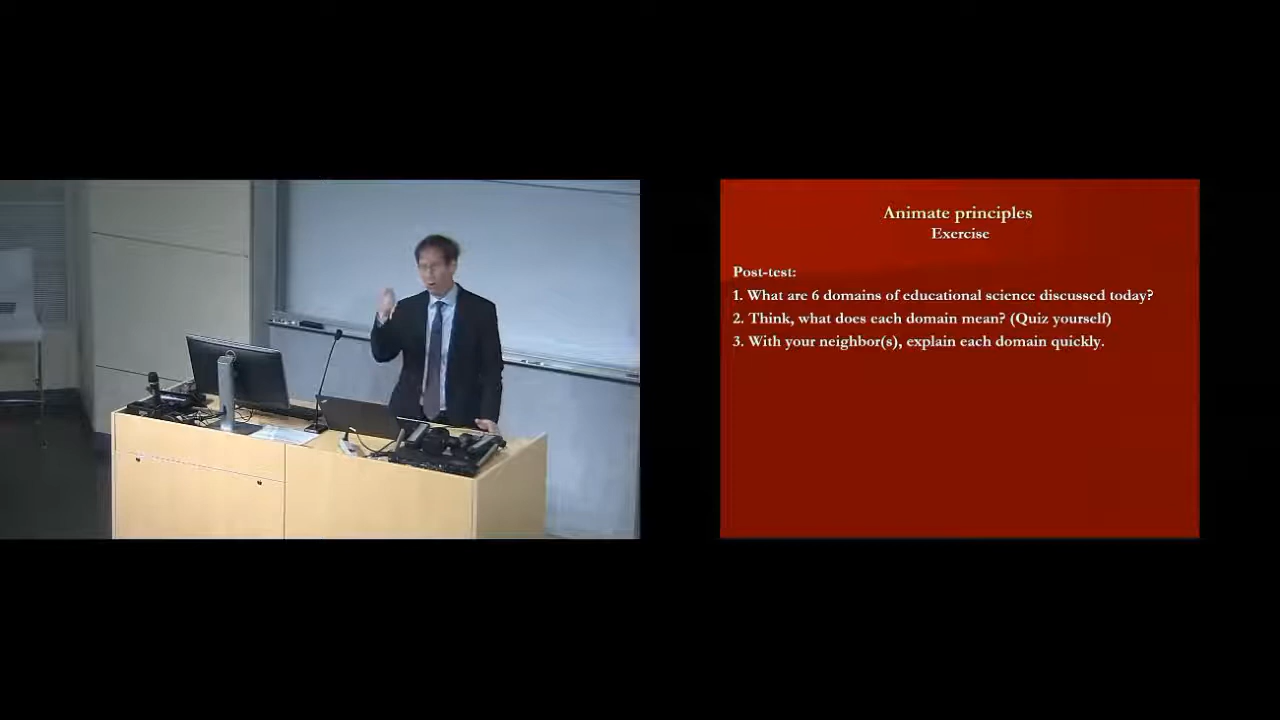 Animate principles
Exercise
Post-test:
1. What are 6 domains of educational science discussed today?
2. Think, what does each domain mean? (Quiz yourself)
3. With your neighbor(s), explain each domain quickly.